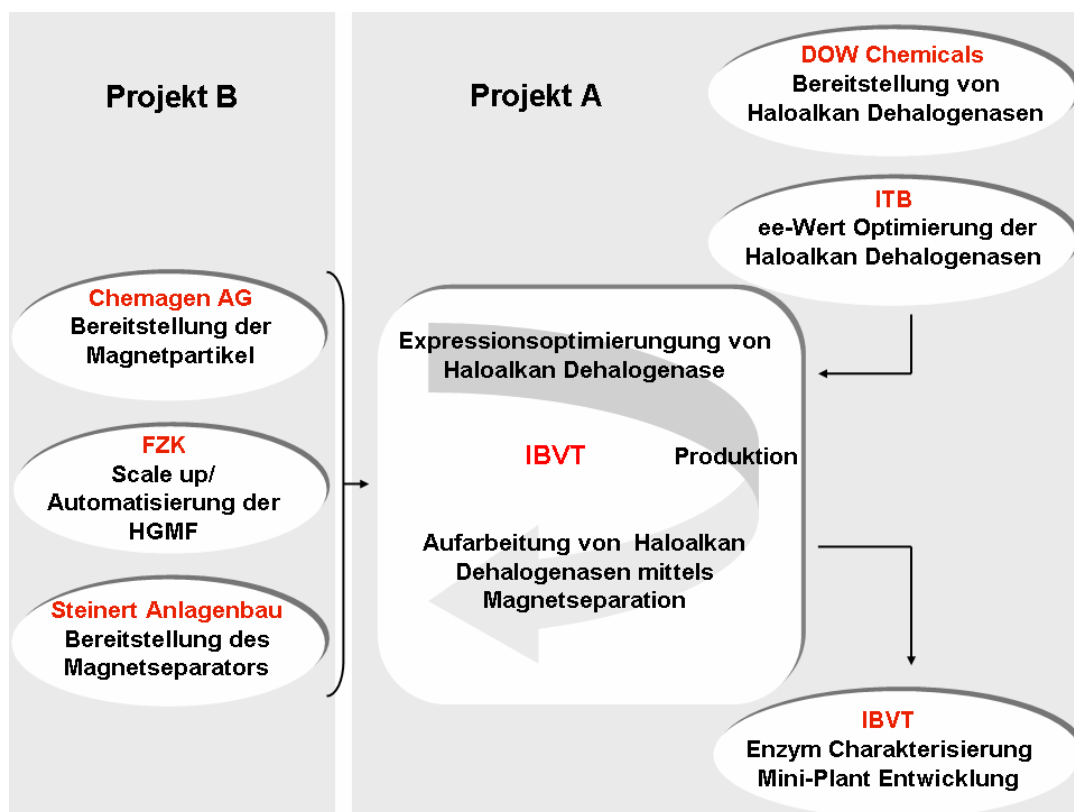 Projekt B
Chemagen AG
Bereitstellung der
Magnetpartikel
FZK
Scale up/
Automatisierung der
HGMF
Steinert Anlagenbau
Bereitstellung des
Magnetseparators
Projekt A
DOW Chemicals
Bereitstellung von
Haloalkan Dehalogenasen
ITB
ee-Wert Optimierung der
Haloalkan Dehalogenasen
Expressionsoptimierungung von
Haloalkan Dehalogenase
IBVT
Produktion
Aufarbeitung von Haloalkan
Dehalogenasen mittels
Magnetseparation
IBVT
Enzym Charakterisierung
Mini-Plant Entwicklung